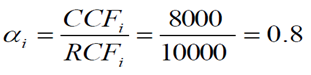 α_i = CCF_i / RCF_i = 8000 / 10000 = 0.8